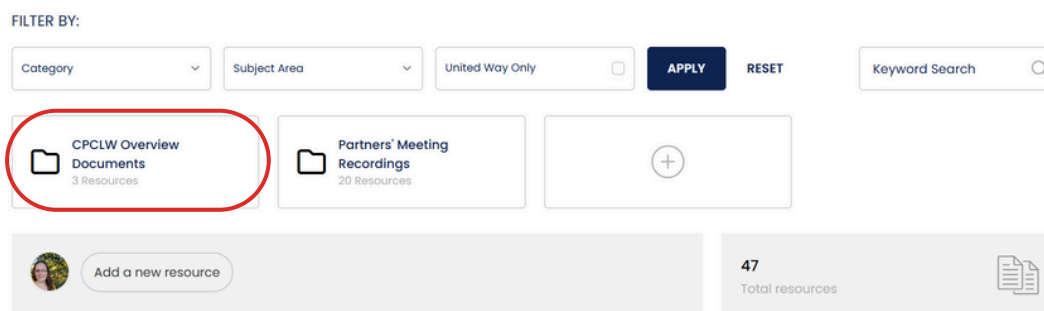 FILTER BY:
Category
Subject Area
United Way Only
APPLY
RESET
Keyword Search
CPCLW Overview
Documents
3 Resources
Partners' Meeting
Recordings
20 Resources
Add a new resource
47
Total resources